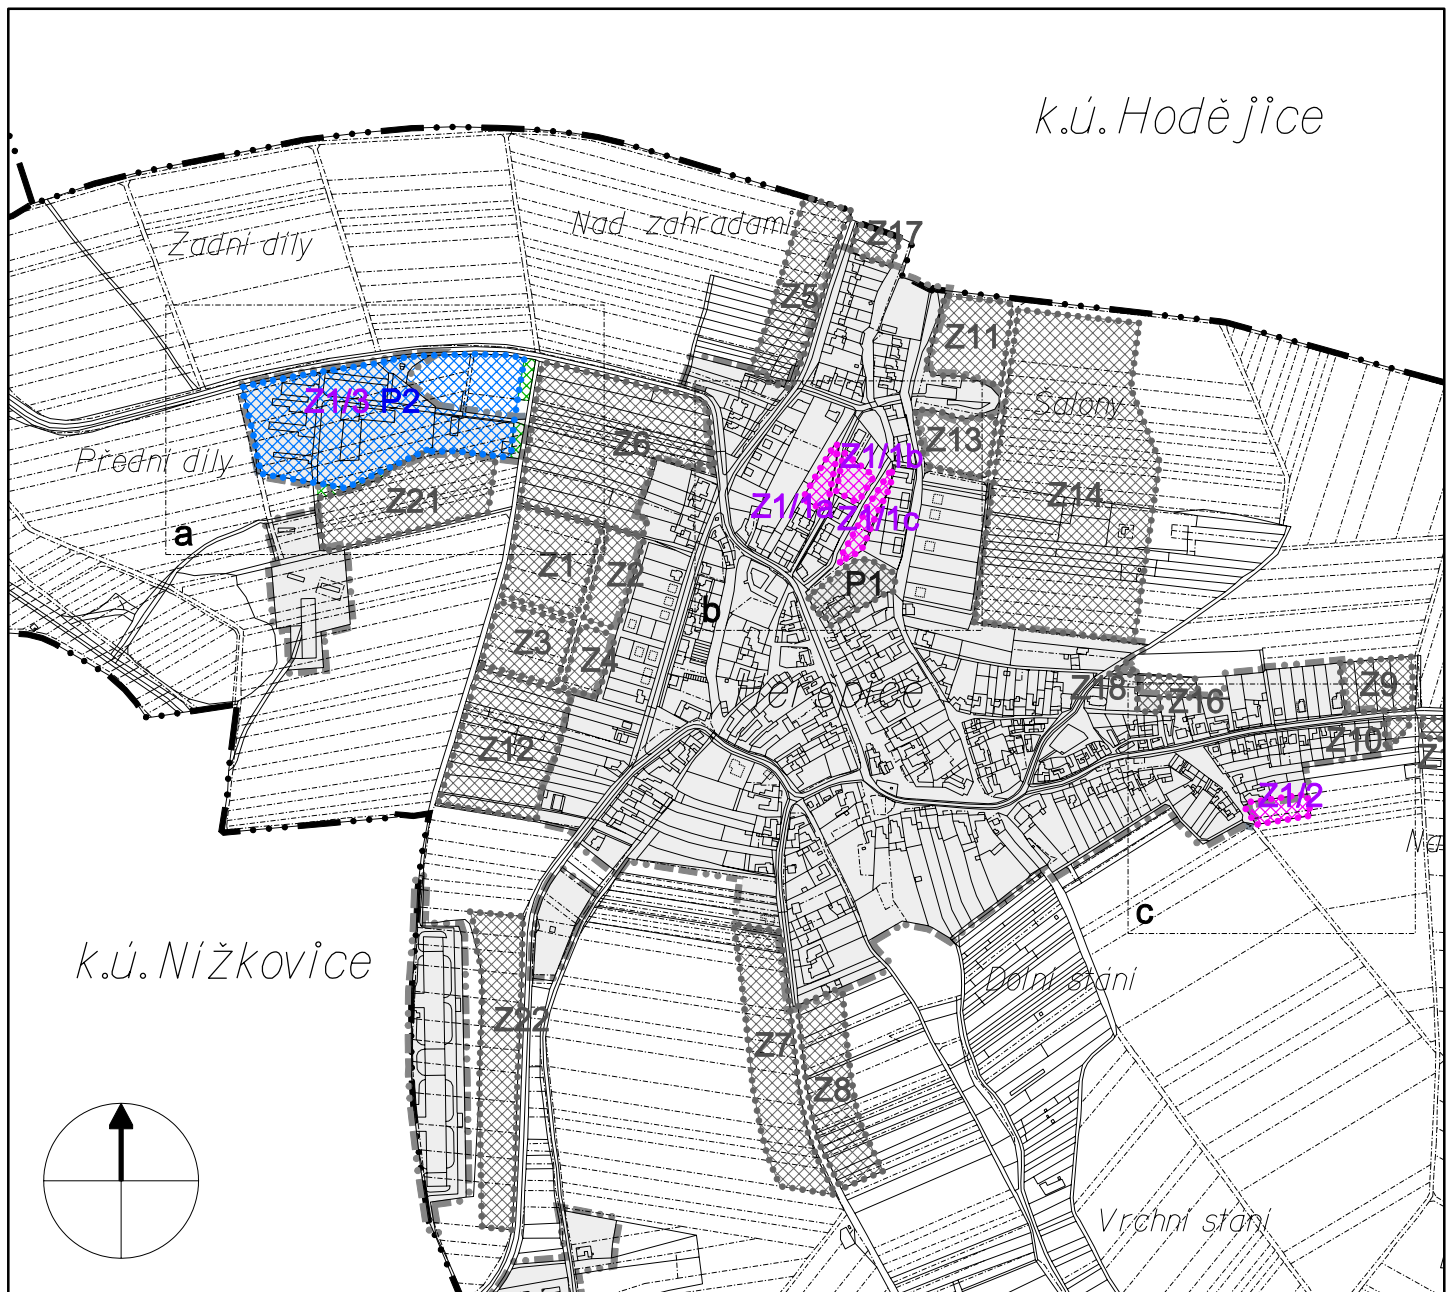 k.ú. Hodějice
Zadní díly
Nad zahradami
Z17
Z5
Z11
Z1/3 P2
Salony
Z6
Z13
Přední díly
Z1/1b
Z21
Z1/1a
Z14
Z1/1c
a
Z1
Z2
P1
b
Z3
Z4
Z18
Z9
Z16
Z12
Z10
Z
Z1/2
Na
c
k.ú. Nížkovice
Dolní stání
Z22
Z7
Z8
Vrchní stání